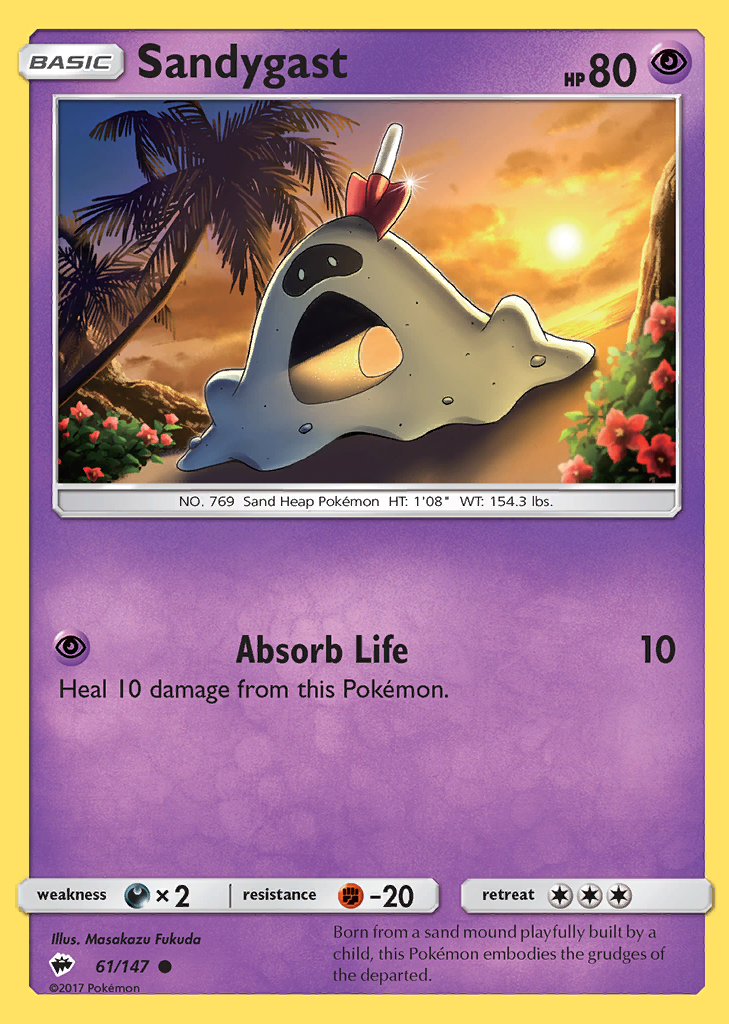 BASIC Sandygast HP 80
NO. 769 Sand Heap Pokémon HT: 1'08" WT: 154.3 lbs.
Absorb Life 10
Heal 10 damage from this Pokémon.
weakness ×2 resistance -20 retreat
Illus. Masakazu Fukuda
61/147
©2017 Pokémon
Born from a sand mound playfully built by a
child, this Pokémon embodies the grudges of
the departed.